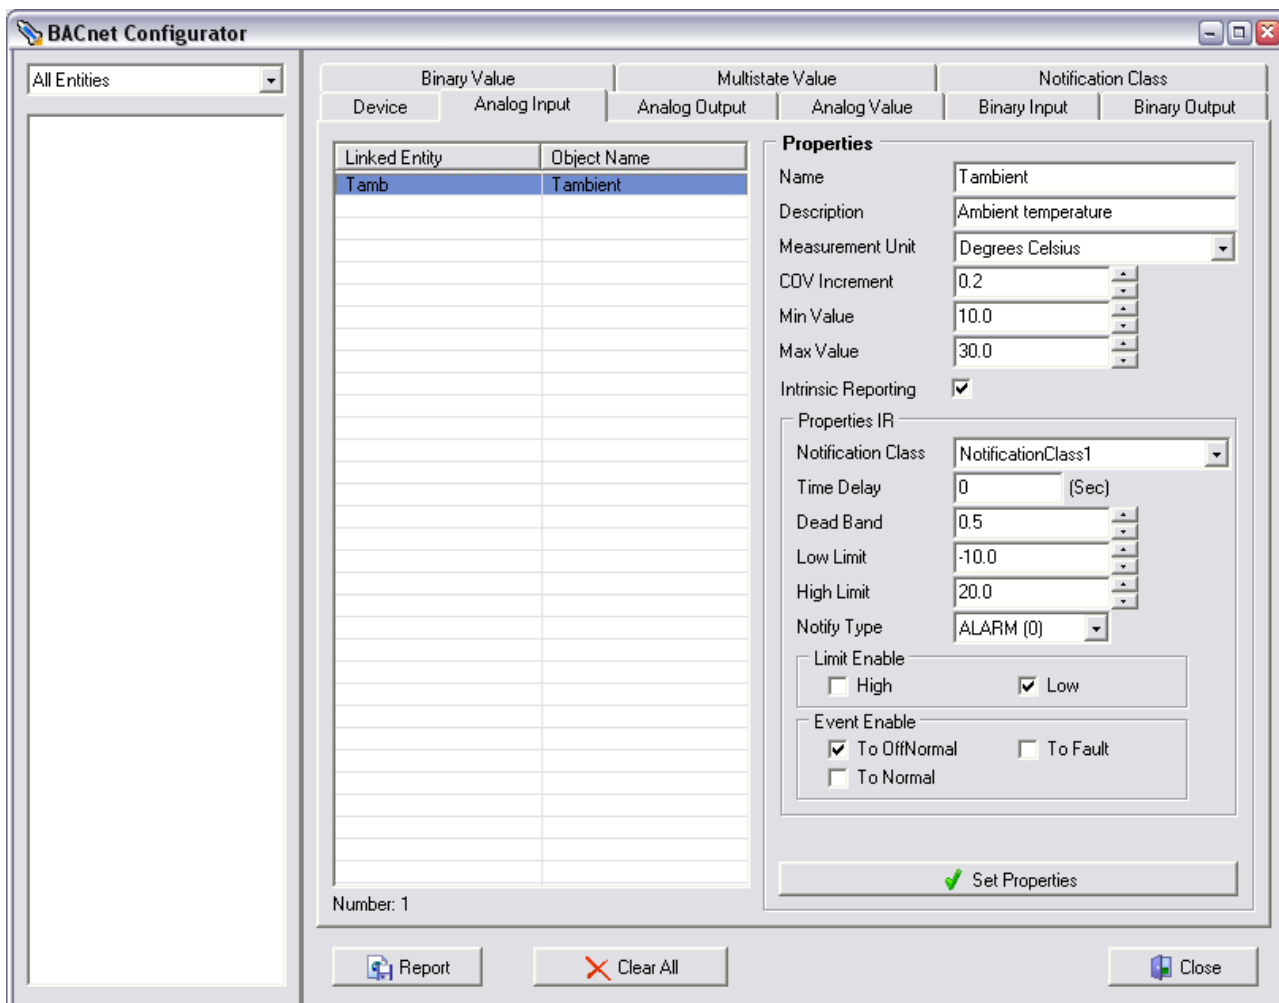 BACnet Configurator
All Entities
Binary Value
Multistate Value
Notification Class
Device
Analog Input
Analog Output
Analog Value
Binary Input
Binary Output
Linked Entity
Object Name
Tamb
Tambient
Number: 1
Properties
Name
Tambient
Description
Ambient temperature
Measurement Unit
Degrees Celsius
COV Increment
0.2
Min Value
10.0
Max Value
30.0
Intrinsic Reporting
Properties IR
Notification Class
NotificationClass1
Time Delay
0
(Sec)
Dead Band
0.5
Low Limit
-10.0
High Limit
20.0
Notify Type
ALARM (0)
Limit Enable
High
Low
Event Enable
To OffNormal
To Fault
To Normal
Set Properties
Report
Clear All
Close